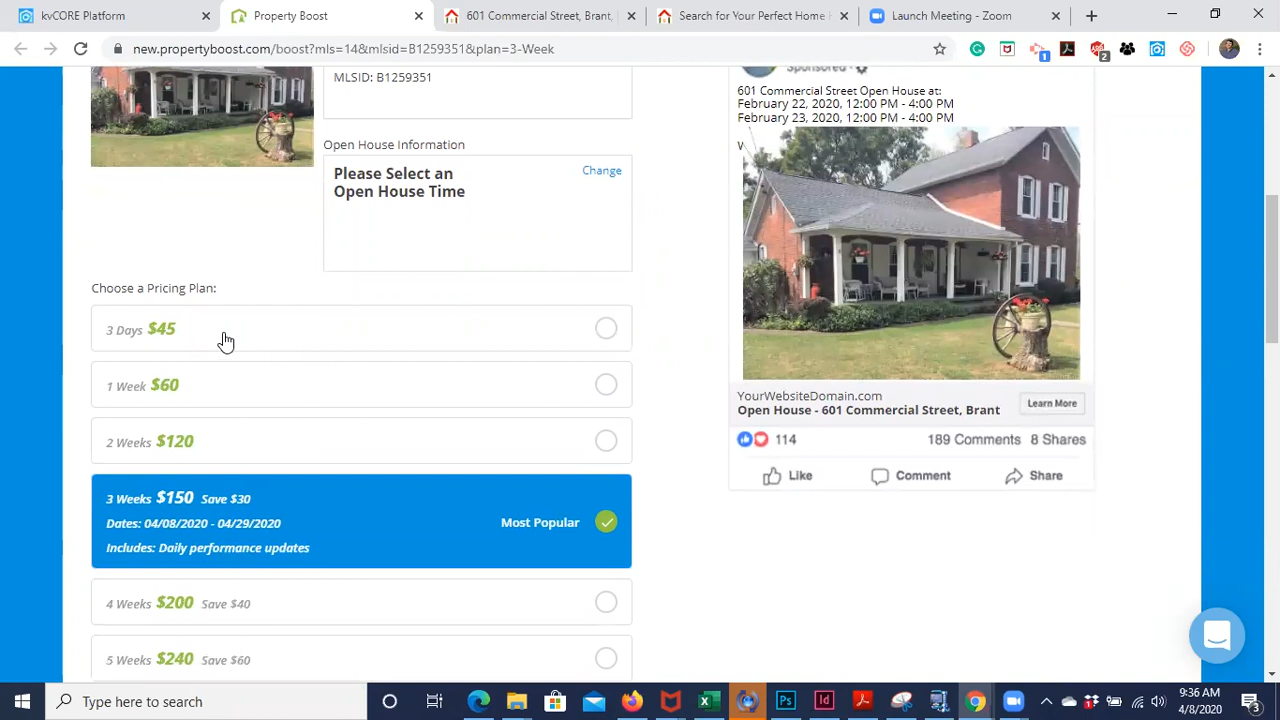 kvCORE Platform
Property Boost
601 Commercial Street, Brant,
Search for Your Perfect Home
Launch Meeting - Zoom
new.propertyboost.com/boost?mls=14&mlsid=B1259351&plan=3-Week
1
2
MLSID: B1259351
Open House Information
Please Select an
Open House Time
Change
Choose a Pricing Plan:
3 Days $45
1 Week $60
2 Weeks $120
3 Weeks $150 Save $30
Dates: 04/08/2020 - 04/29/2020
Includes: Daily performance updates
Most Popular
4 Weeks $200 Save $40
5 Weeks $240 Save $60
Sponsored
601 Commercial Street Open House at:
February 22, 2020, 12:00 PM - 4:00 PM
February 23, 2020, 12:00 PM - 4:00 PM
YourWebsiteDomain.com
Open House - 601 Commercial Street, Brant
Learn More
114
189 Comments 8 Shares
Like
Comment
Share
Type here to search
9:36 AM
4/8/2020
3